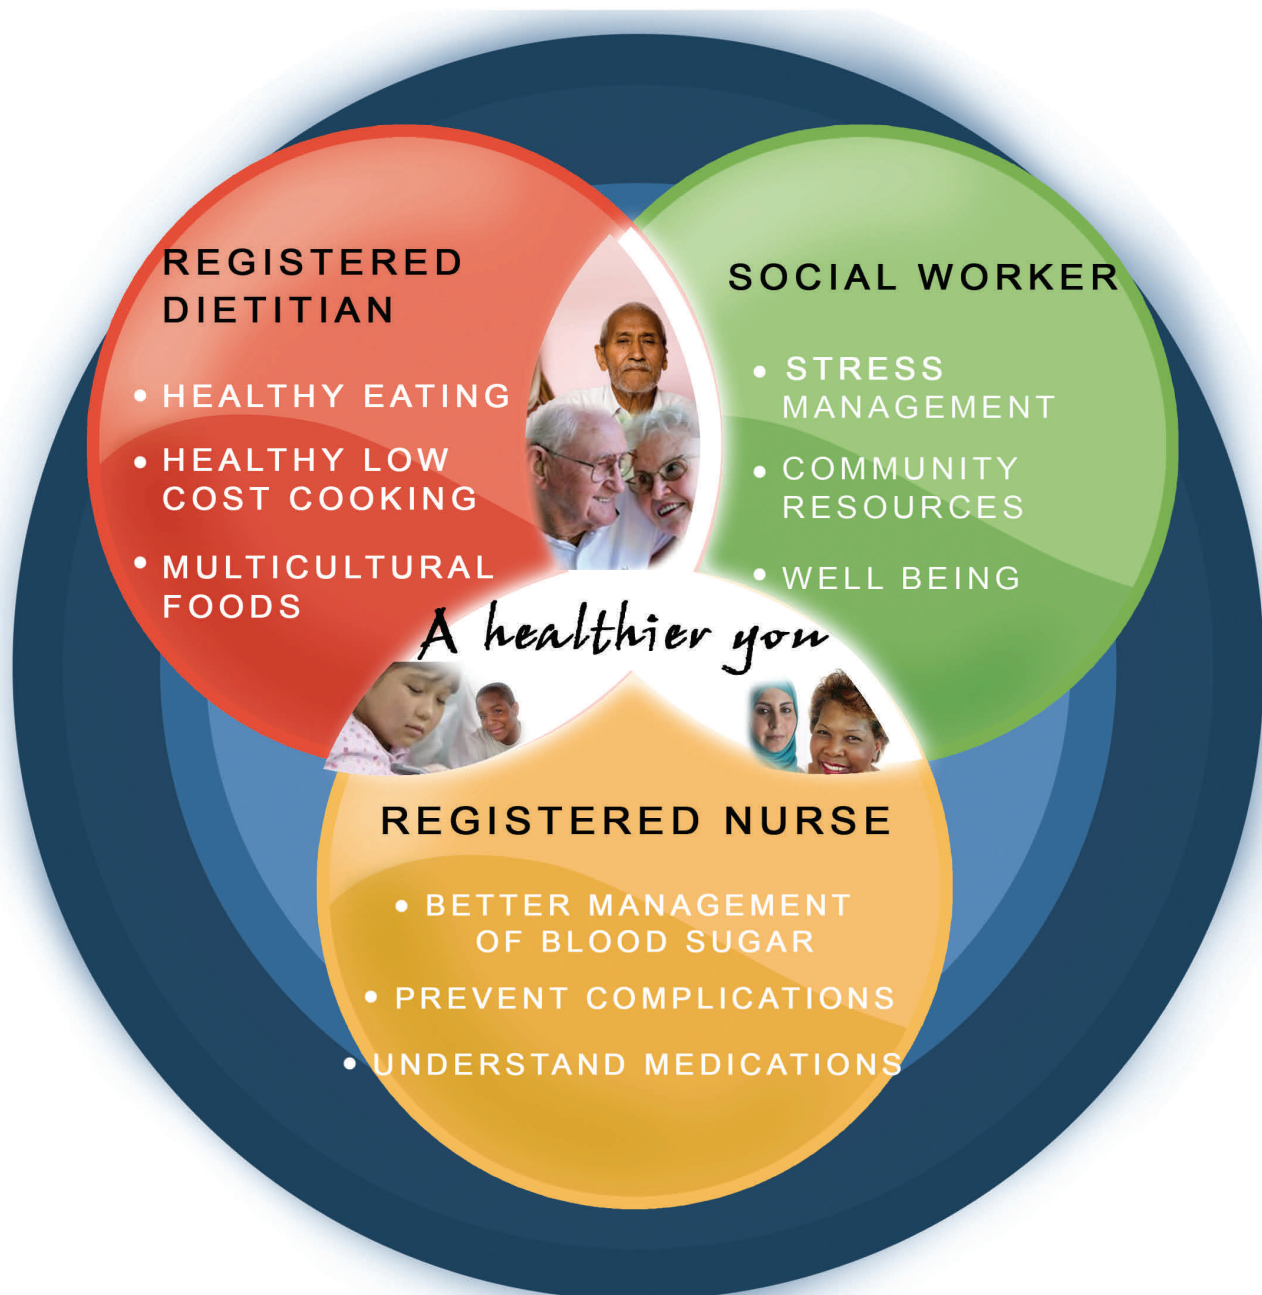 REGISTERED
DIETITIAN
• HEALTHY EATING
• HEALTHY LOW
COST COOKING
• MULTICULTURAL
FOODS
SOCIAL WORKER
• STRESS
MANAGEMENT
• COMMUNITY
RESOURCES
• WELL BEING
A healthier you
REGISTERED NURSE
• BETTER MANAGEMENT
OF BLOOD SUGAR
• PREVENT COMPLICATIONS
• UNDERSTAND MEDICATIONS